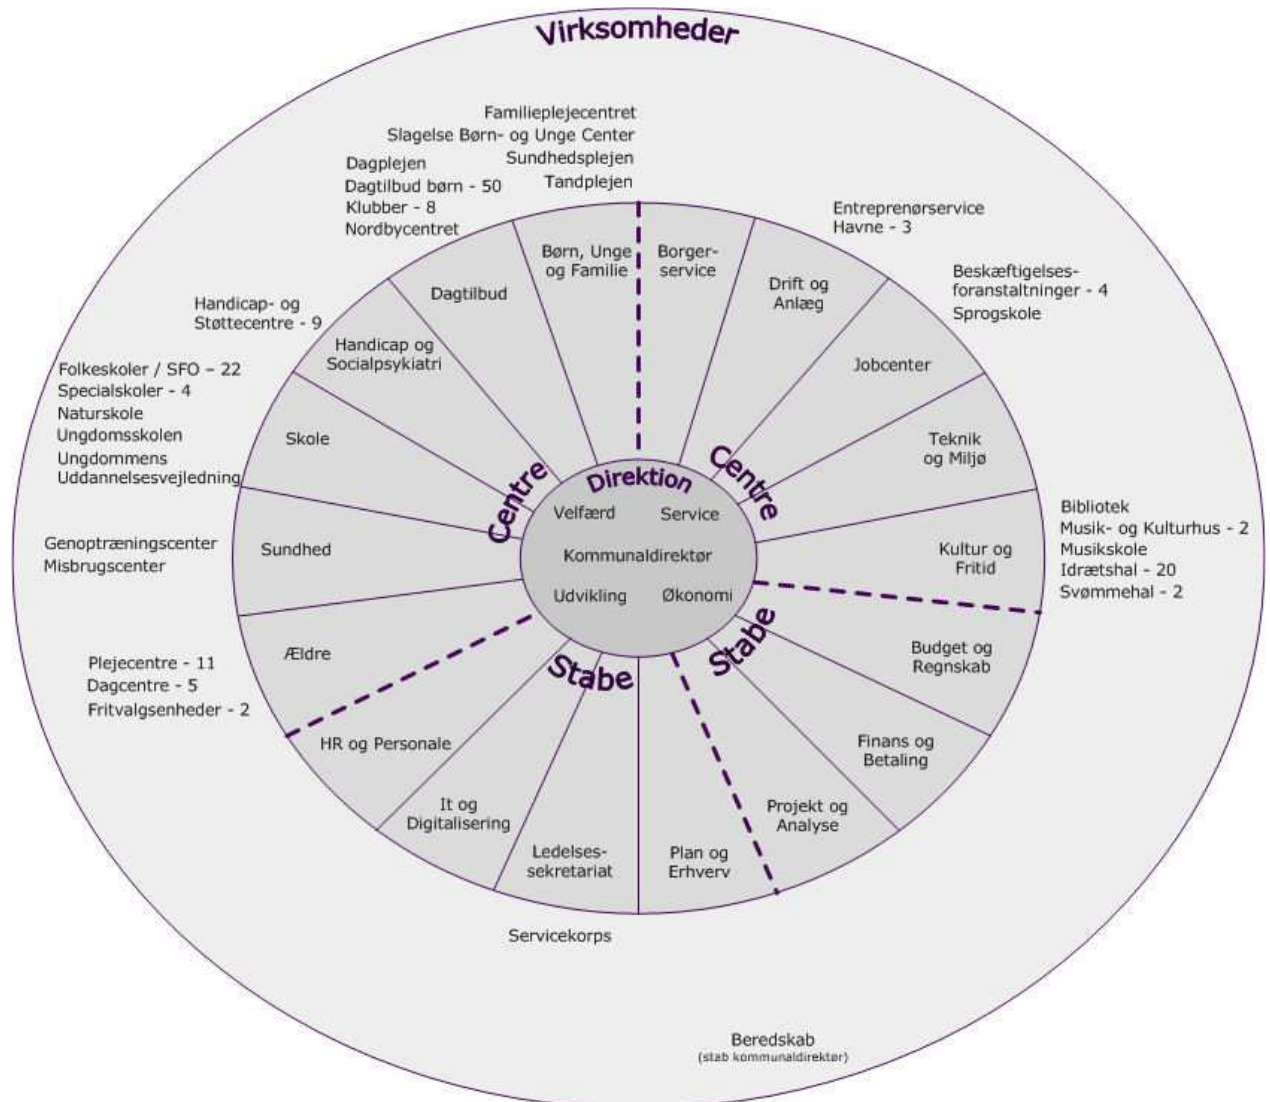 Virksomheder
Familieplejecentret
Slagelse Børn- og Unge Center
Sundhedsplejen
Tandplejen
Dagplejen
Dagtilbud børn - 50
Klubber - 8
Nordbycentret
Entreprenørservice
Havne - 3
Beskæftigelses-
foranstaltninger - 4
Sprogskole
Handicap- og
Støttecentre - 9
Folkeskoler / SFO – 22
Specialskoler - 4
Naturskole
Ungdomsskolen
Ungdommens
Uddannelsesvejledning
Genoptræningscenter
Misbrugscenter
Plejecentre - 11
Dagcentre - 5
Fritvalgsenheder - 2
Bibliotek
Musik- og Kulturhus - 2
Musikskole
Idrætshal - 20
Svømmehal - 2
Børn, Unge
og Familie
Borger-
service
Dagtilbud
Drift og
Anlæg
Handicap og
Socialpsykiatri
Jobcenter
Skole
Teknik
og Miljø
Sundhed
Kultur og
Fritid
Ældre
Budget og
Regnskab
HR og Personale
Finans og
Betaling
It og
Digitalisering
Projekt og
Analyse
Ledelses-
sekretariat
Plan og
Erhverv
Centre
Centre
Direktion
Velfærd
Service
Kommunaldirektør
Udvikling
Økonomi
Stabe
Stabe
Servicekorps
Beredskab
(stab kommunaldirektør)